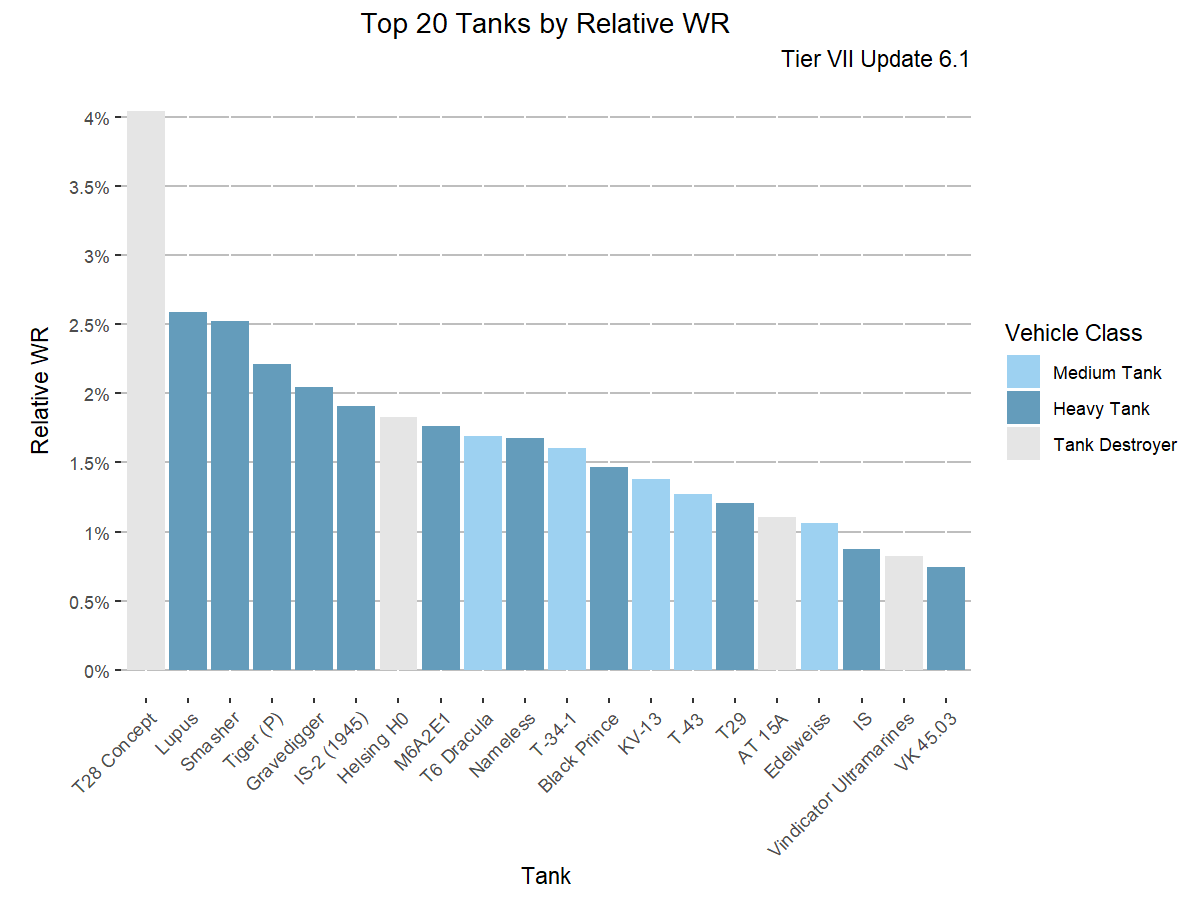 Top 20 Tanks by Relative WR
Tier VII Update 6.1
4%
3.5%
3%
2.5%
2%
1.5%
1%
0.5%
0%
Relative WR
T28 Concept
Lupus
Smasher
Tiger (P)
Gravedigger
IS-2 (1945)
Helsing H0
M6A2E1
T6 Dracula
Nameless
T-34-1
Black Prince
KV-13
T-43
T29
AT 15A
Edelweiss
IS
Vindicator Ultramarines
VK 45.03
Tank
Vehicle Class
Medium Tank
Heavy Tank
Tank Destroyer